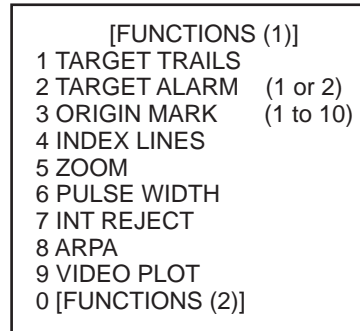 [FUNCTIONS (1)]
1 TARGET TRAILS
2 TARGET ALARM (1 or 2)
3 ORIGIN MARK (1 to 10)
4 INDEX LINES
5 ZOOM
6 PULSE WIDTH
7 INT REJECT
8 ARPA
9 VIDEO PLOT
0 [FUNCTIONS (2)]